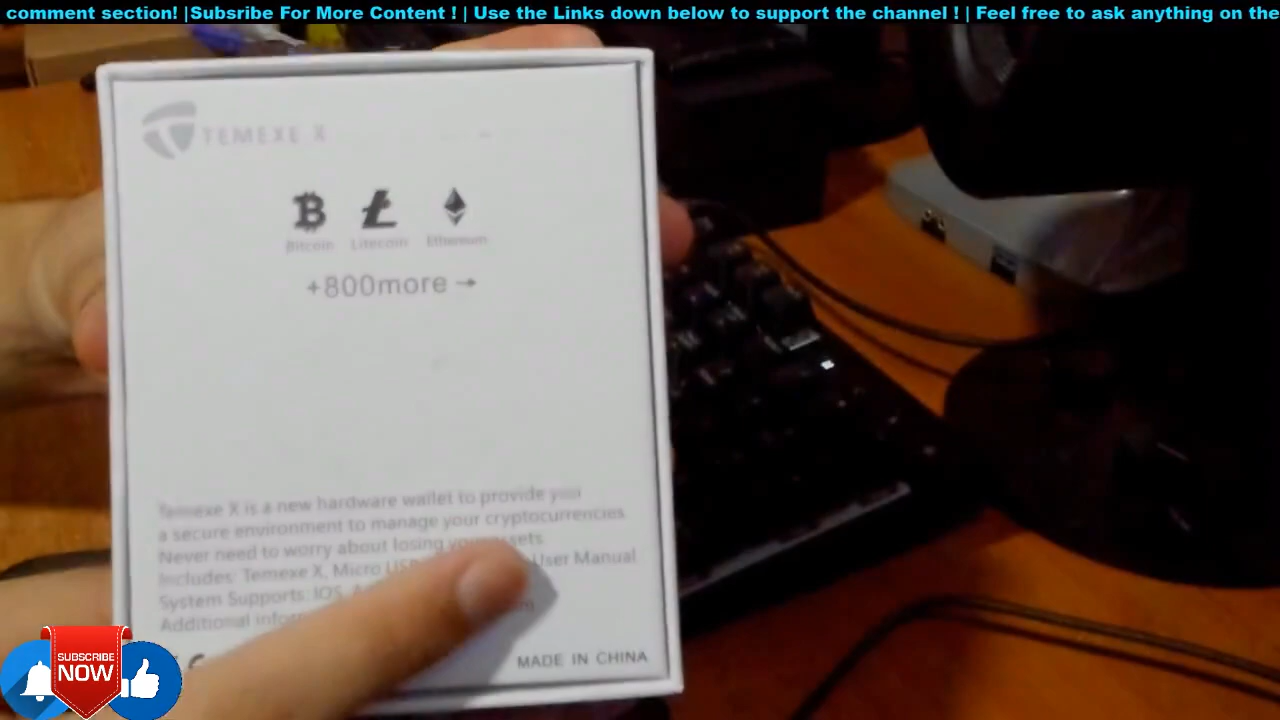 comment section! |Subsribe For More Content ! | Use the Links down below to support the channel ! | Feel free to ask anything on the
TEMEXE X
Bitcoin Litecoin Ethereum
+800more →
Temexe X is a new hardware wallet to provide you
a secure environment to manage your cryptocurrencies
Never need to worry about losing
Includes: Temexe X, Micro User Manual
System Supports: IOS,
Additional
MADE IN CHINA
SUBSCRIBE
NOW